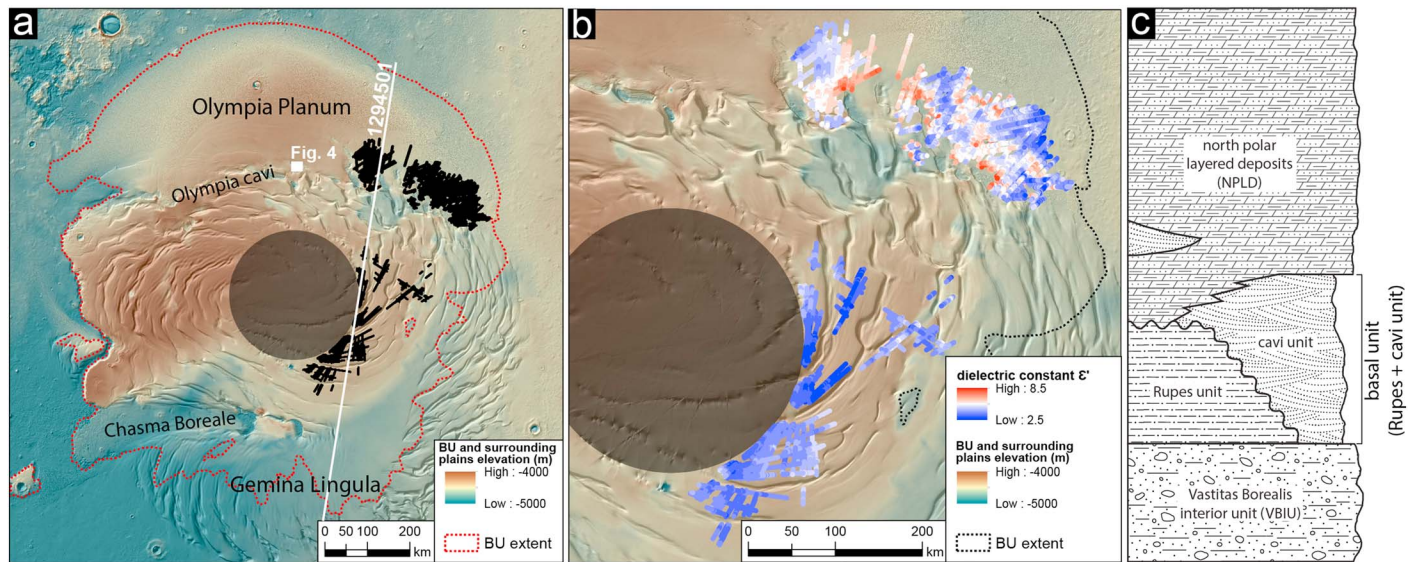 a
Olympia Planum
1294501
Fig. 4
Olympia cavi
Chasma Boreale
Gemina Lingula
BU and surrounding
plains elevation (m)
High : -4000
Low : -5000
BU extent
0 50 100 200
km
b
dielectric constant Ɛ'
High : 8.5
Low : 2.5
BU and surrounding
plains elevation (m)
High : -4000
Low : -5000
BU extent
0 50 100 200
km
c
north polar
layered deposits
(NPLD)
cavi unit
Rupes unit
basal unit
(Rupes + cavi unit)
Vastitas Borealis
interior unit (VBIU)